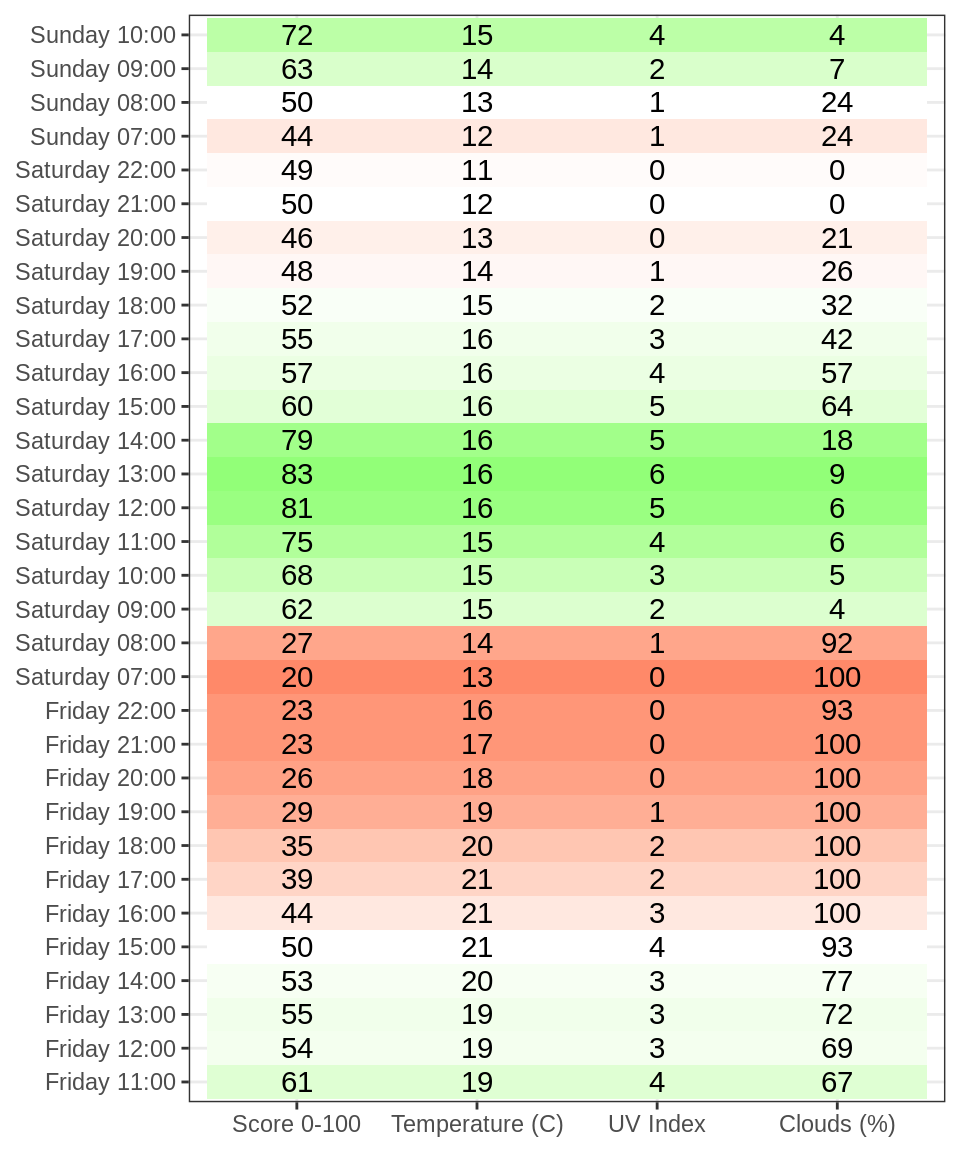 Sunday 10:00 72 15 4 4
Sunday 09:00 63 14 2 7
Sunday 08:00 50 13 1 24
Sunday 07:00 44 12 1 24
Saturday 22:00 49 11 0 0
Saturday 21:00 50 12 0 0
Saturday 20:00 46 13 0 21
Saturday 19:00 48 14 1 26
Saturday 18:00 52 15 2 32
Saturday 17:00 55 16 3 42
Saturday 16:00 57 16 4 57
Saturday 15:00 60 16 5 64
Saturday 14:00 79 16 5 18
Saturday 13:00 83 16 6 9
Saturday 12:00 81 16 5 6
Saturday 11:00 75 15 4 6
Saturday 10:00 68 15 3 5
Saturday 09:00 62 15 2 4
Saturday 08:00 27 14 1 92
Saturday 07:00 20 13 0 100
Friday 22:00 23 16 0 93
Friday 21:00 23 17 0 100
Friday 20:00 26 18 0 100
Friday 19:00 29 19 1 100
Friday 18:00 35 20 2 100
Friday 17:00 39 21 2 100
Friday 16:00 44 21 3 100
Friday 15:00 50 21 4 93
Friday 14:00 53 20 3 77
Friday 13:00 55 19 3 72
Friday 12:00 54 19 3 69
Friday 11:00 61 19 4 67
Score 0-100 Temperature (C) UV Index Clouds (%)